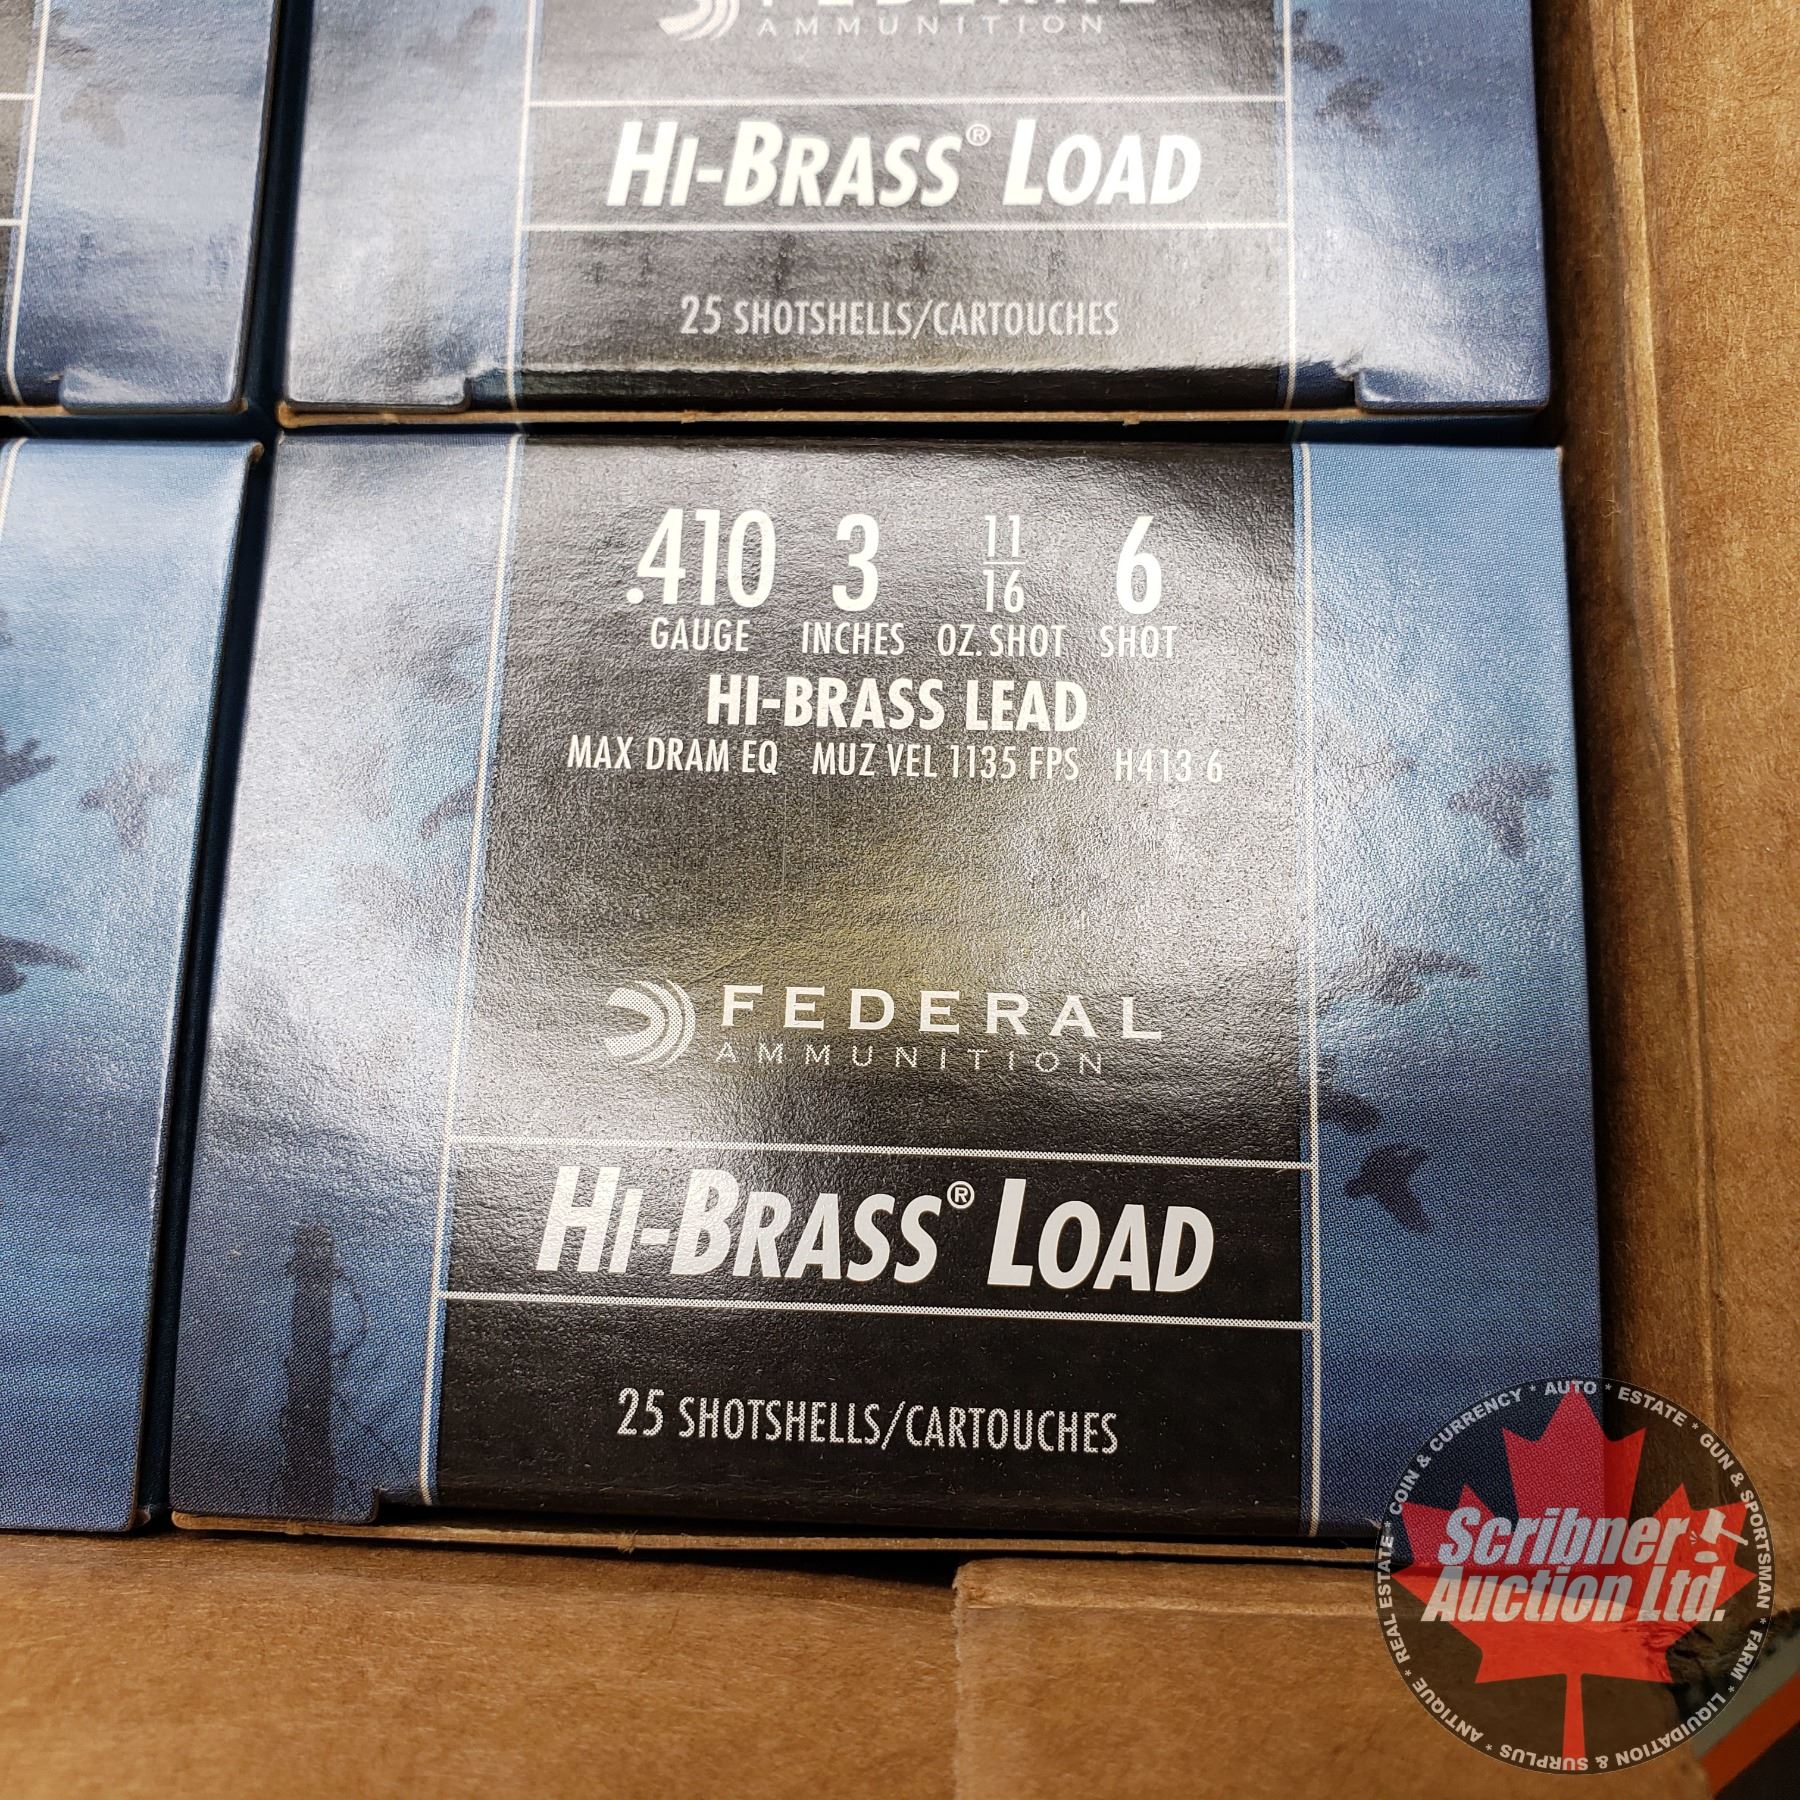 AMMUNITION
HI-BRASS® LOAD
25 SHOTSHELLS/CARTOUCHES
.410 3 11/16 6
GAUGE INCHES OZ. SHOT SHOT
HI-BRASS LEAD
MAX DRAM EQ MUZ VEL 1135 FPS H413 6
FEDERAL
AMMUNITION
HI-BRASS® LOAD
25 SHOTSHELLS/CARTOUCHES
REAL ESTATE * COIN & CURRENCY * AUTO * ESTATE * GUN & SPORTSMAN * FARM * LIQUIDATION & SURPLUS * ANTIQUE *
Scribner
Auction Ltd.